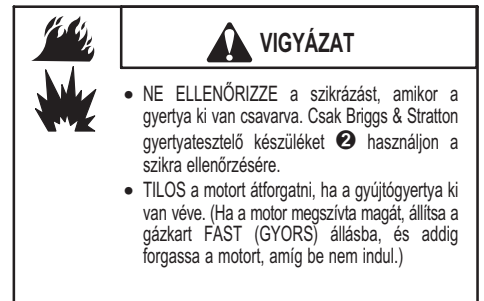 VIGYÁZAT
• NE ELLENŐRIZZE a szikrázást, amikor a
gyertya ki van csavarva. Csak Briggs & Stratton
gyertyatesztelő készüléket ❷ használjon a
szikra ellenőrzésére.
• TILOS a motort átforgatni, ha a gyújtógyertya ki
van véve. (Ha a motor megszívta magát, állítsa a
gázkart FAST (GYORS) állásba, és addig
forgassa a motort, amíg be nem indul.)